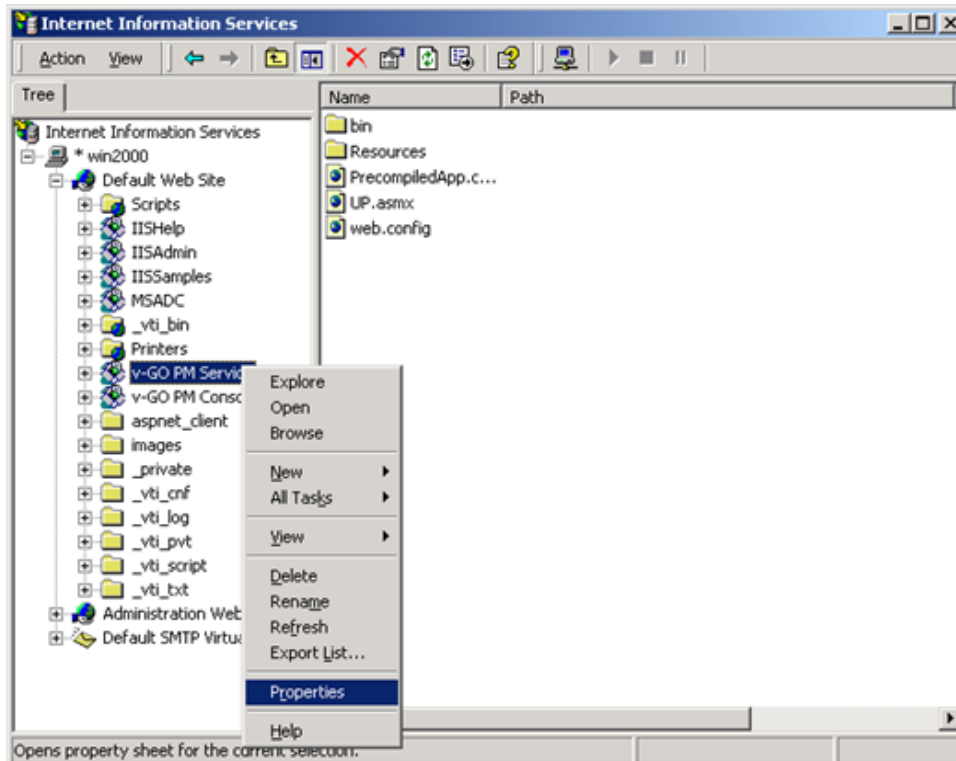 Internet Information Services
Action View
Tree
Name Path
Internet Information Services
* win2000
Default Web Site
Scripts
IISHelp
IISAdmin
IISSamples
MSADC
_vti_bin
Printers
v-GO PM Servic
v-GO PM Conso
aspnet_client
images
_private
_vti_cnf
_vti_log
_vti_pvt
_vti_script
_vti_txt
Administration Web
Default SMTP Virtua
bin
Resources
PrecompiledApp.c...
UP.asmx
web.config
Explore
Open
Browse
New
All Tasks
View
Delete
Rename
Refresh
Export List...
Properties
Help
Opens property sheet for the current selection.